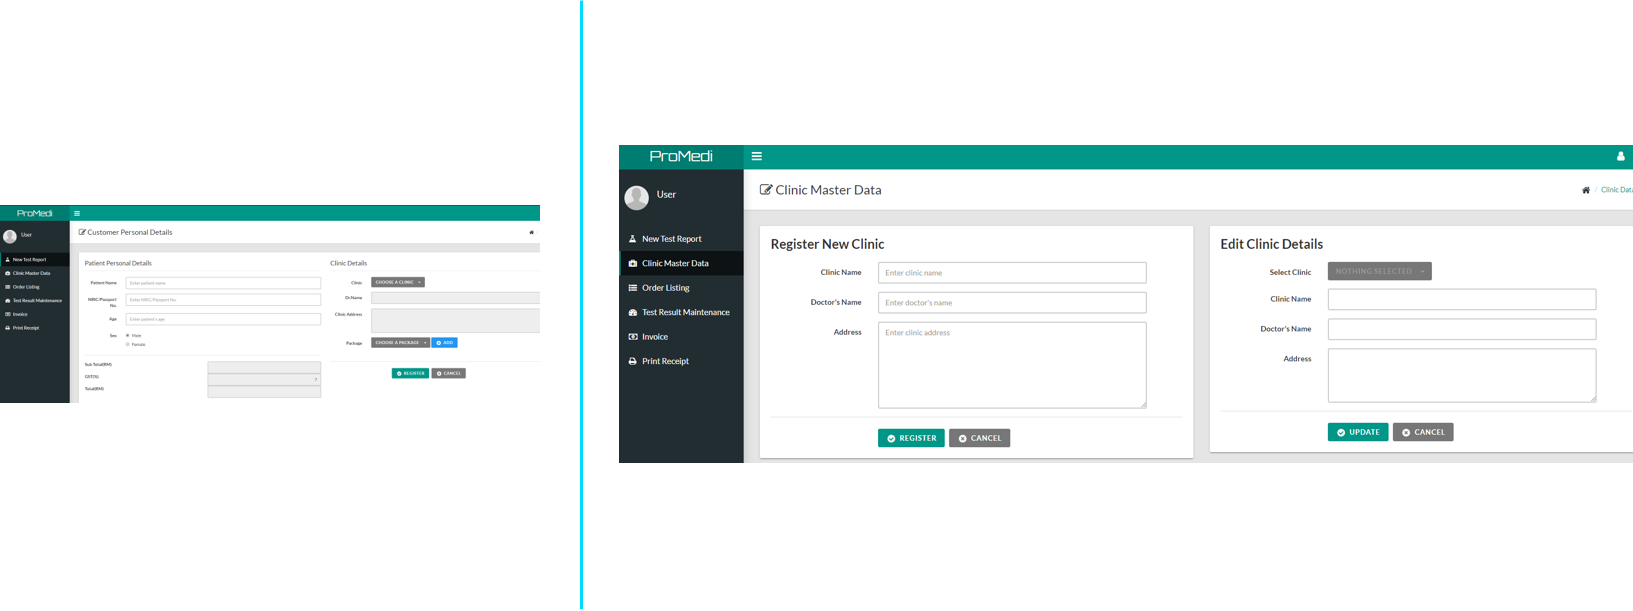 ProMedi
User
Customer Personal Details
New Test Report
Clinic Master Data
Order Listing
Test Result Maintenance
Invoice
Print Receipt
Patient Personal Details
Patient Name
Enter patient name
NRIC/Passport No.
Enter NRIC/Passport No.
Age
Enter patient's age
Sex
Male
Female
Sub Total(RM)
GST(%)
7
Total(RM)
Clinic Details
Clinic
CHOOSE A CLINIC
Dr.Name
Clinic Address
Package
CHOOSE A PACKAGE
ADD
REGISTER
CANCEL
ProMedi
User
Clinic Master Data
/ Clinic Data
New Test Report
Clinic Master Data
Order Listing
Test Result Maintenance
Invoice
Print Receipt
Register New Clinic
Clinic Name
Enter clinic name
Doctor's Name
Enter doctor's name
Address
Enter clinic address
REGISTER
CANCEL
Edit Clinic Details
Select Clinic
NOTHING SELECTED
Clinic Name
Doctor's Name
Address
UPDATE
CANCEL